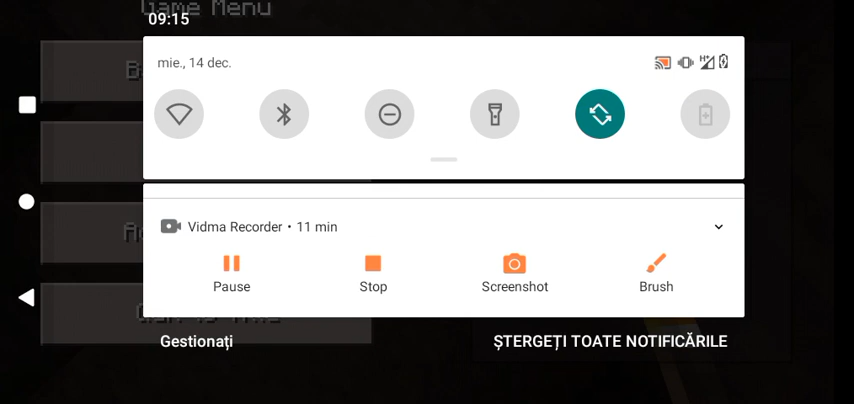 Game Menu
09:15
mie., 14 dec.
H+
Vidma Recorder • 11 min
Pause Stop Screenshot Brush
Gestionați ȘTERGEȚI TOATE NOTIFICĂRILE